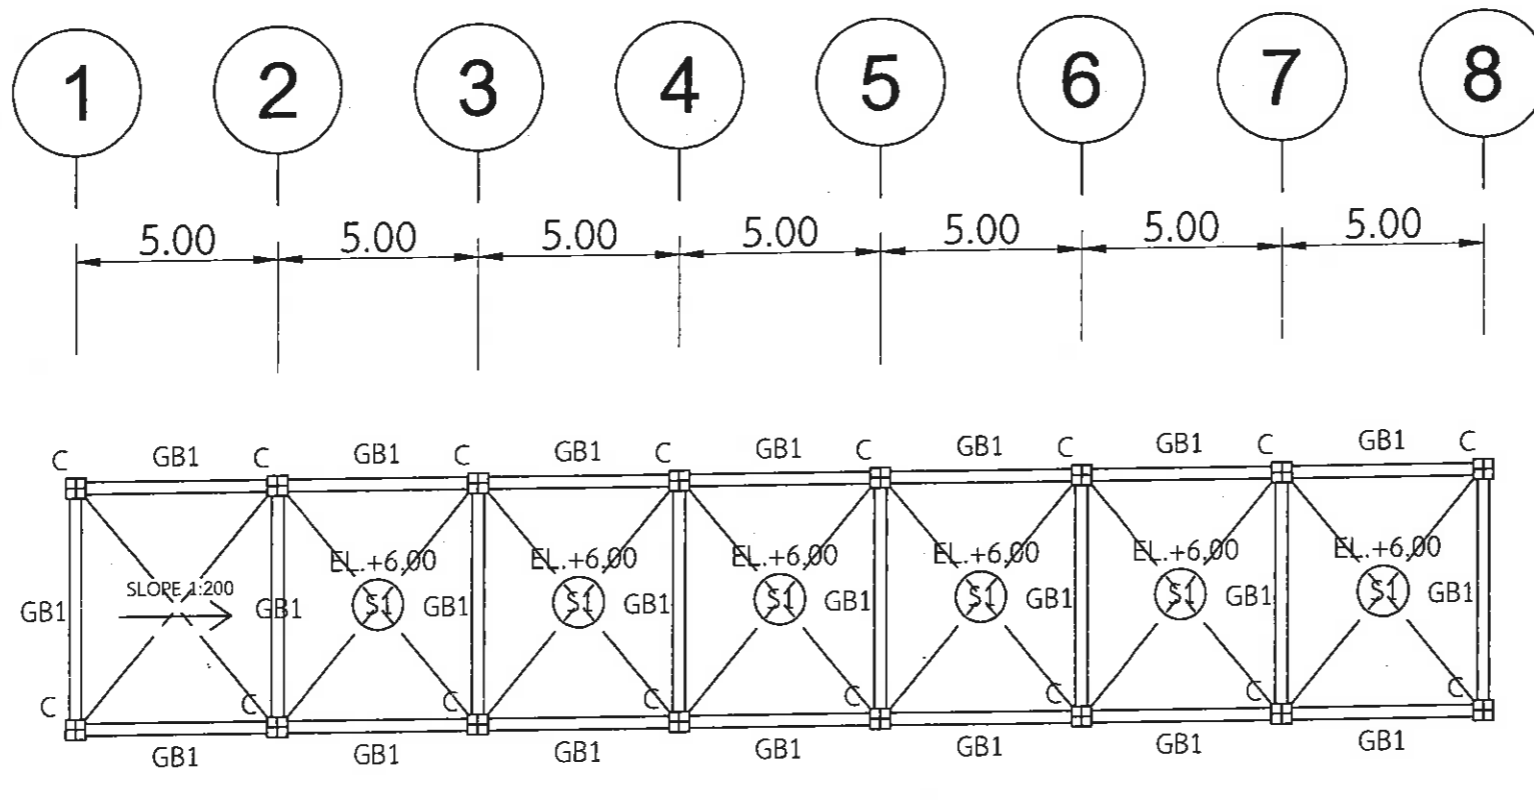 1 2 3 4 5 6 7 8
5.00 5.00 5.00 5.00 5.00 5.00 5.00
C GB1 C GB1 C GB1 C GB1 C GB1 C GB1 C GB1 C
EL.+6,00 EL.+6,00 EL.+6,00 EL.+6,00 EL.+6,00 EL.+6,00
SLOPE 1:200
GB1 GB1 S1 GB1 S1 GB1 S1 GB1 S1 GB1 S1 GB1 S1 GB1
C C C C C C C C
GB1 GB1 GB1 GB1 GB1 GB1 GB1